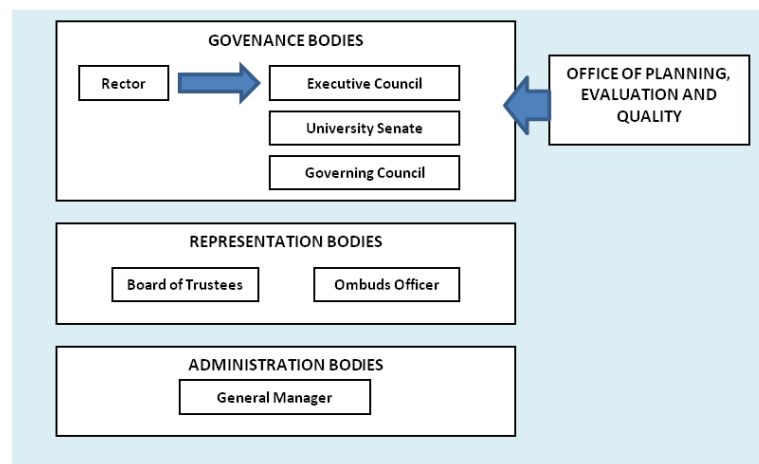 GOVENANCE BODIES
Rector
Executive Council
University Senate
Governing Council
OFFICE OF PLANNING,
EVALUATION AND
QUALITY
REPRESENTATION BODIES
Board of Trustees
Ombuds Officer
ADMINISTRATION BODIES
General Manager